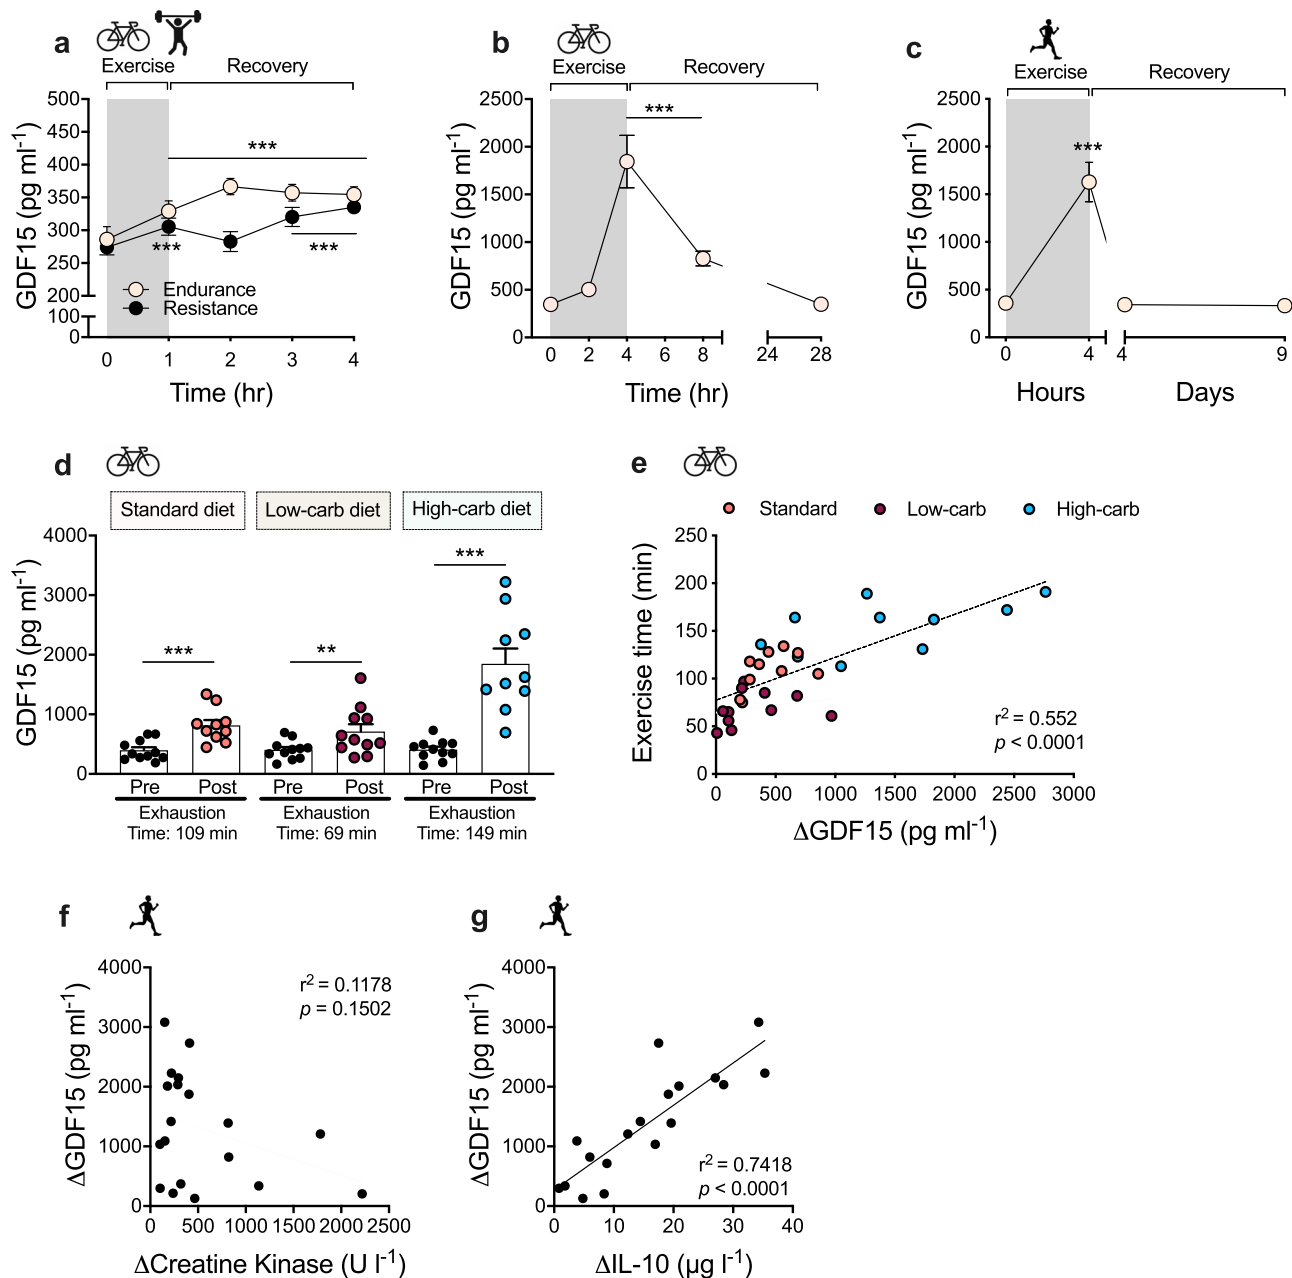 a
Exercise
Recovery
500
450
400
350
300
250
200
100
0
GDF15 (pg ml-1)
***
***
***
Endurance
Resistance
0 1 2 3 4
Time (hr)
b
Exercise
Recovery
2500
2000
1500
1000
500
0
GDF15 (pg ml-1)
***
0 2 4 6 8 24 28
Time (hr)
c
Exercise
Recovery
2500
2000
1500
1000
500
0
GDF15 (pg ml-1)
***
0 4 4 9
Hours Days
d
Standard diet Low-carb diet High-carb diet
4000
3000
2000
1000
0
GDF15 (pg ml-1)
***
**
***
Pre Post Pre Post Pre Post
Exhaustion Exhaustion Exhaustion
Time: 109 min Time: 69 min Time: 149 min
e
Standard Low-carb High-carb
250
200
150
100
50
0
Exercise time (min)
r2 = 0.552
p < 0.0001
0 500 1000 1500 2000 2500 3000
ΔGDF15 (pg ml-1)
f
4000
3000
2000
1000
0
ΔGDF15 (pg ml-1)
r2 = 0.1178
p = 0.1502
0 500 1000 1500 2000 2500
ΔCreatine Kinase (U l-1)
g
4000
3000
2000
1000
0
ΔGDF15 (pg ml-1)
r2 = 0.7418
p < 0.0001
0 10 20 30 40
ΔIL-10 (µg l-1)